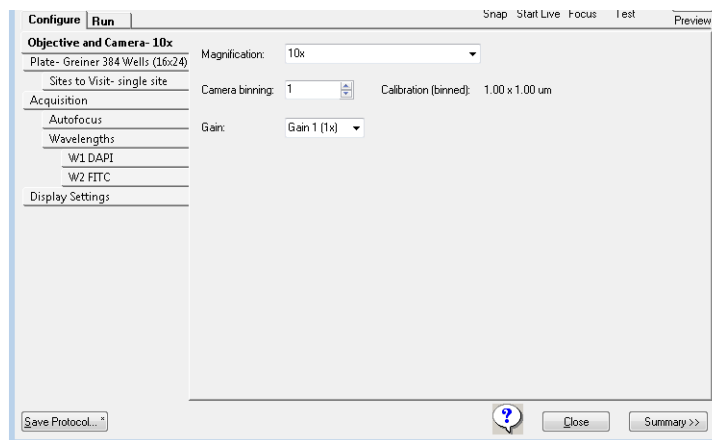 Configure Run Snap Start Live Focus Test Preview
Objective and Camera- 10x
Plate- Greiner 384 Wells (16x24)
Sites to Visit- single site
Acquisition
Autofocus
Wavelengths
W1 DAPI
W2 FITC
Display Settings
Magnification: 10x
Camera binning: 1 Calibration (binned): 1.00 x 1.00 um
Gain: Gain 1 (1x)
Save Protocol... * ? Close Summary >>